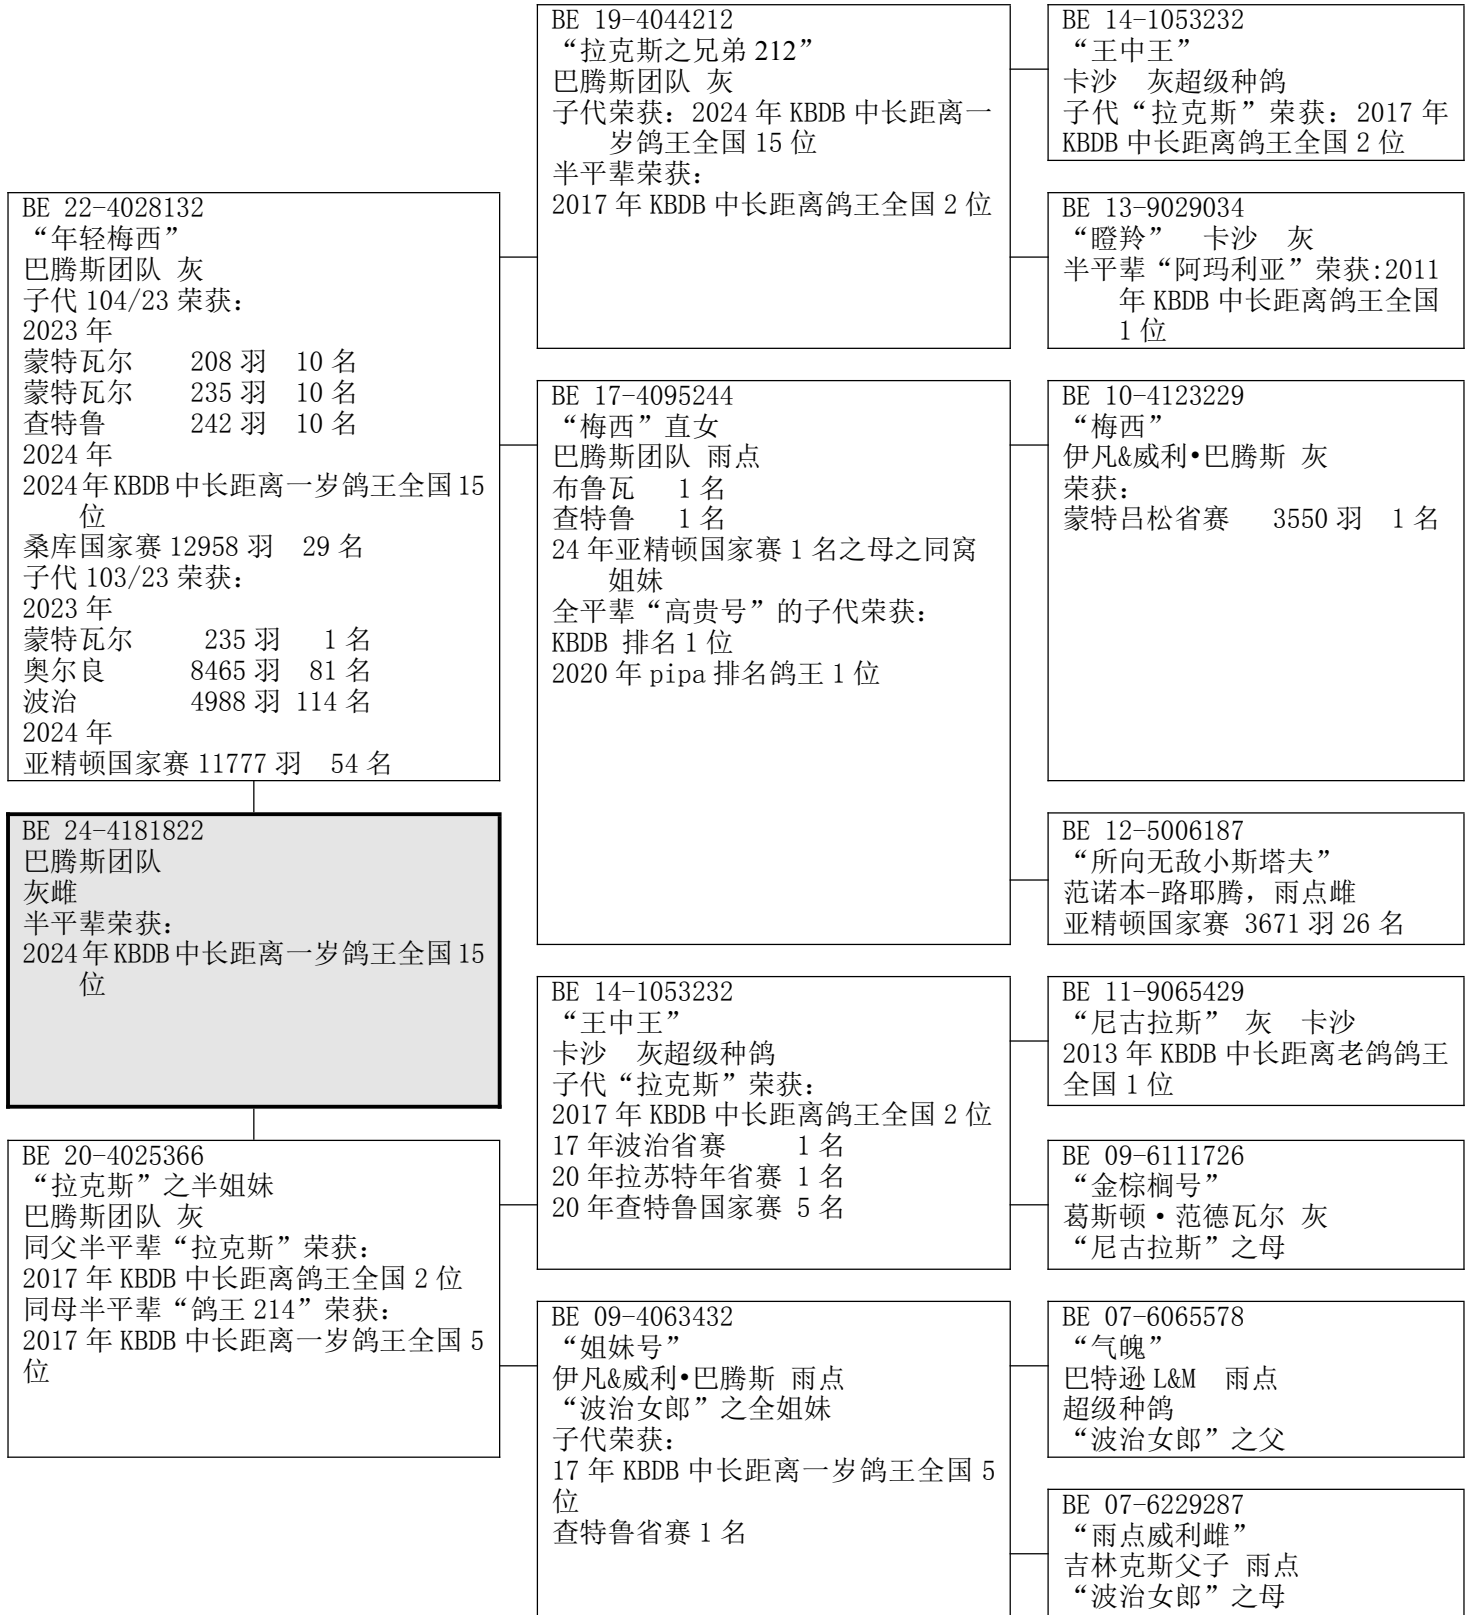 BE 22-4028132
“年轻梅西”
巴腾斯团队 灰
子代 104/23 荣获：
2023 年
蒙特瓦尔 208 羽 10 名
蒙特瓦尔 235 羽 10 名
查特鲁 242 羽 10 名
2024 年
2024 年 KBDB 中长距离一岁鸽王全国 15
位
桑库国家赛 12958 羽 29 名
子代 103/23 荣获：
2023 年
蒙特瓦尔 235 羽 1 名
奥尔良 8465 羽 81 名
波治 4988 羽 114 名
2024 年
亚精顿国家赛 11777 羽 54 名
BE 24-4181822
巴腾斯团队
灰雌
半平辈荣获：
2024 年 KBDB 中长距离一岁鸽王全国 15
位
BE 20-4025366
“拉克斯”之半姐妹
巴腾斯团队 灰
同父半平辈“拉克斯”荣获：
2017 年 KBDB 中长距离鸽王全国 2 位
同母半平辈“鸽王 214”荣获：
2017 年 KBDB 中长距离一岁鸽王全国 5
位
BE 19-4044212
“拉克斯之兄弟 212”
巴腾斯团队 灰
子代荣获：2024 年 KBDB 中长距离一
岁鸽王全国 15 位
半平辈荣获：
2017 年 KBDB 中长距离鸽王全国 2 位
BE 17-4095244
“梅西”直女
巴腾斯团队 雨点
布鲁瓦 1 名
查特鲁 1 名
24 年亚精顿国家赛 1 名之母之同窝
姐妹
全平辈“高贵号”的子代荣获：
KBDB 排名 1 位
2020 年 pipa 排名鸽王 1 位
BE 14-1053232
“王中王”
卡沙 灰超级种鸽
子代“拉克斯”荣获：
2017 年 KBDB 中长距离鸽王全国 2 位
17 年波治省赛 1 名
20 年拉苏特年省赛 1 名
20 年查特鲁国家赛 5 名
BE 09-4063432
“姐妹号”
伊凡&威利•巴腾斯 雨点
“波治女郎”之全姐妹
子代荣获：
17 年 KBDB 中长距离一岁鸽王全国 5
位
查特鲁省赛 1 名
BE 14-1053232
“王中王”
卡沙 灰超级种鸽
子代“拉克斯”荣获：2017 年
KBDB 中长距离鸽王全国 2 位
BE 13-9029034
“瞪羚” 卡沙 灰
半平辈“阿玛利亚”荣获:2011
年 KBDB 中长距离鸽王全国
1 位
BE 10-4123229
“梅西”
伊凡&威利•巴腾斯 灰
荣获：
蒙特吕松省赛 3550 羽 1 名
BE 12-5006187
“所向无敌小斯塔夫”
范诺本-路耶腾，雨点雌
亚精顿国家赛 3671 羽 26 名
BE 11-9065429
“尼古拉斯” 灰 卡沙
2013 年 KBDB 中长距离老鸽鸽王
全国 1 位
BE 09-6111726
“金棕榈号”
葛斯顿·范德瓦尔 灰
“尼古拉斯”之母
BE 07-6065578
“气魄”
巴特逊 L&M 雨点
超级种鸽
“波治女郎”之父
BE 07-6229287
“雨点威利雌”
吉林克斯父子 雨点
“波治女郎”之母